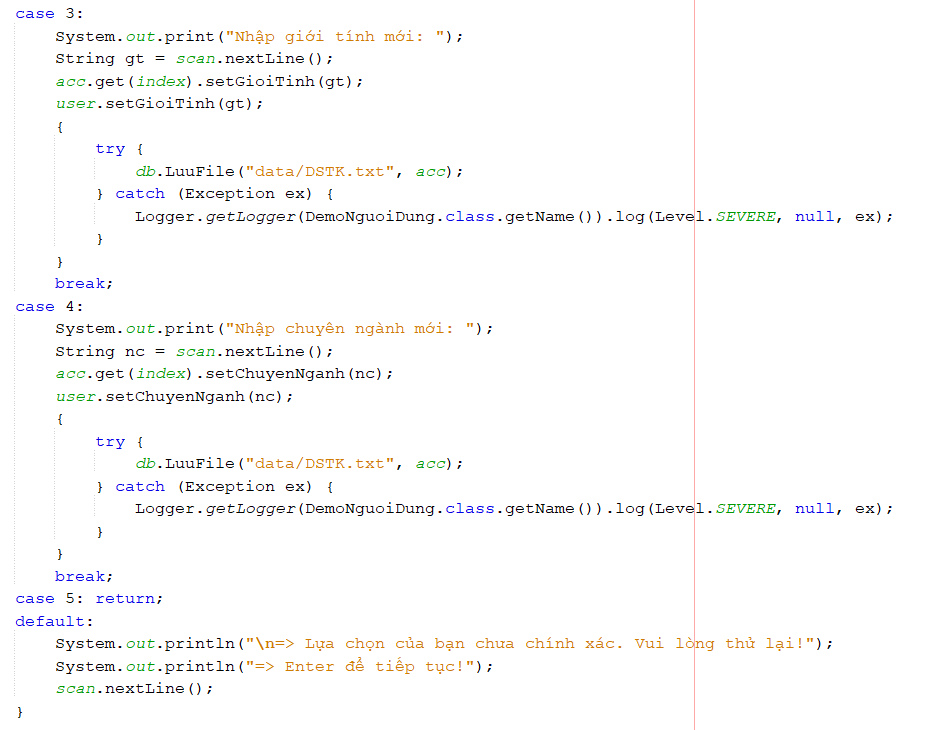 case 3:
    System.out.print("Nhập giới tính mới: ");
    String gt = scan.nextLine();
    acc.get(index).setGioiTinh(gt);
    user.setGioiTinh(gt);
    {
        try {
            db.LuuFile("data/DSTK.txt", acc);
        } catch (Exception ex) {
            Logger.getLogger(DemoNguoiDung.class.getName()).log(Level.SEVERE, null, ex);
        }
    }
    break;
case 4:
    System.out.print("Nhập chuyên ngành mới: ");
    String nc = scan.nextLine();
    acc.get(index).setChuyenNganh(nc);
    user.setChuyenNganh(nc);
    {
        try {
            db.LuuFile("data/DSTK.txt", acc);
        } catch (Exception ex) {
            Logger.getLogger(DemoNguoiDung.class.getName()).log(Level.SEVERE, null, ex);
        }
    }
    break;
case 5: return;
default:
    System.out.println("\n=> Lựa chọn của bạn chưa chính xác. Vui lòng thử lại!");
    System.out.println("=> Enter để tiếp tục!");
    scan.nextLine();
}